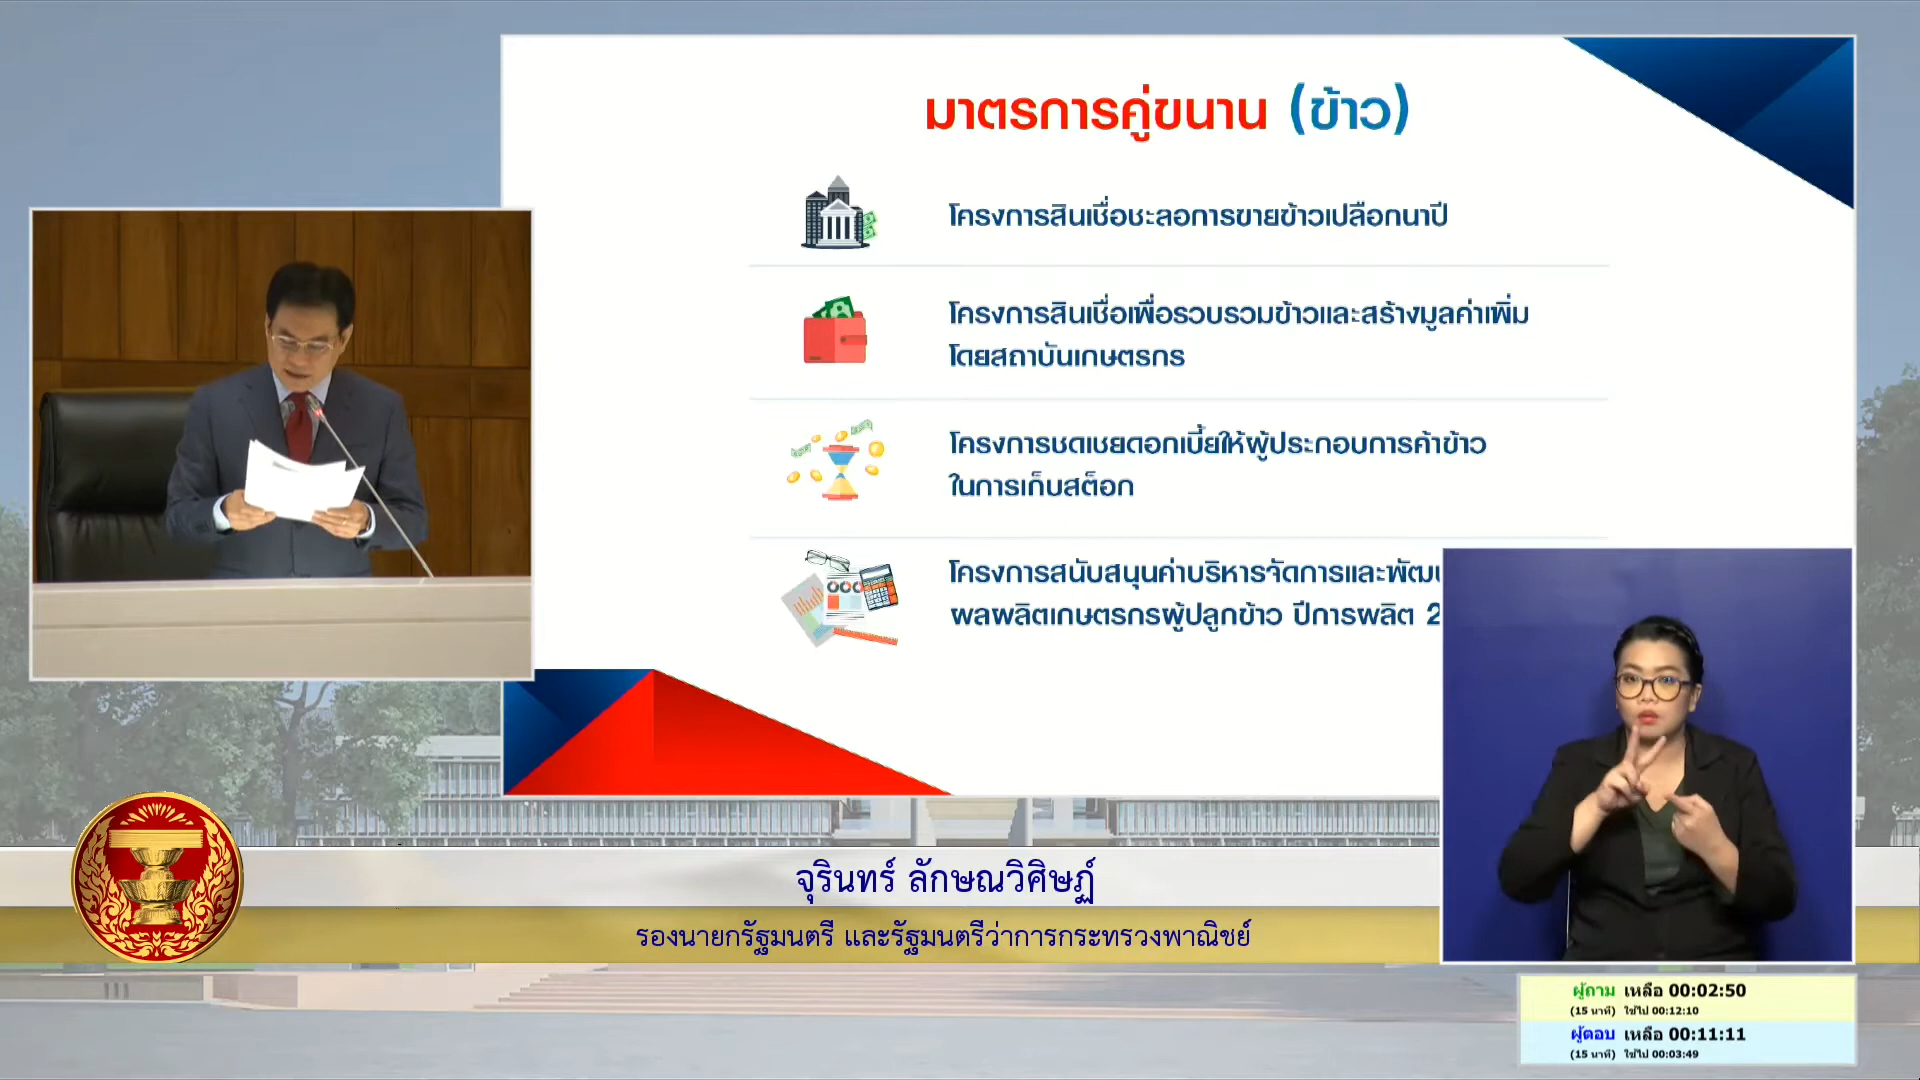 มาตรการคู่ขนาน (ข้าว)
โครงการสินเชื่อชะลอการขายข้าวเปลือกนาปี
โครงการสินเชื่อเพื่อรวบรวมข้าวและสร้างมูลค่าเพิ่ม
โดยสถาบันเกษตรกร
โครงการชดเชยดอกเบี้ยให้ผู้ประกอบการค้าข้าว
ในการเก็บสต็อก
โครงการสนับสนุนค่าบริหารจัดการและพัฒ
ผลผลิตเกษตรกรผู้ปลูกข้าว ปีการผลิต 2
จุรินทร์ ลักษณวิศิษฏ์
รองนายกรัฐมนตรี และรัฐมนตรีว่าการกระทรวงพาณิชย์
ผู้ถาม เหลือ 00:02:50
(15 นาที) ใช้ไป 00:12:10
ผู้ตอบ เหลือ 00:11:11
(15 นาที) ใช้ไป 00:03:49